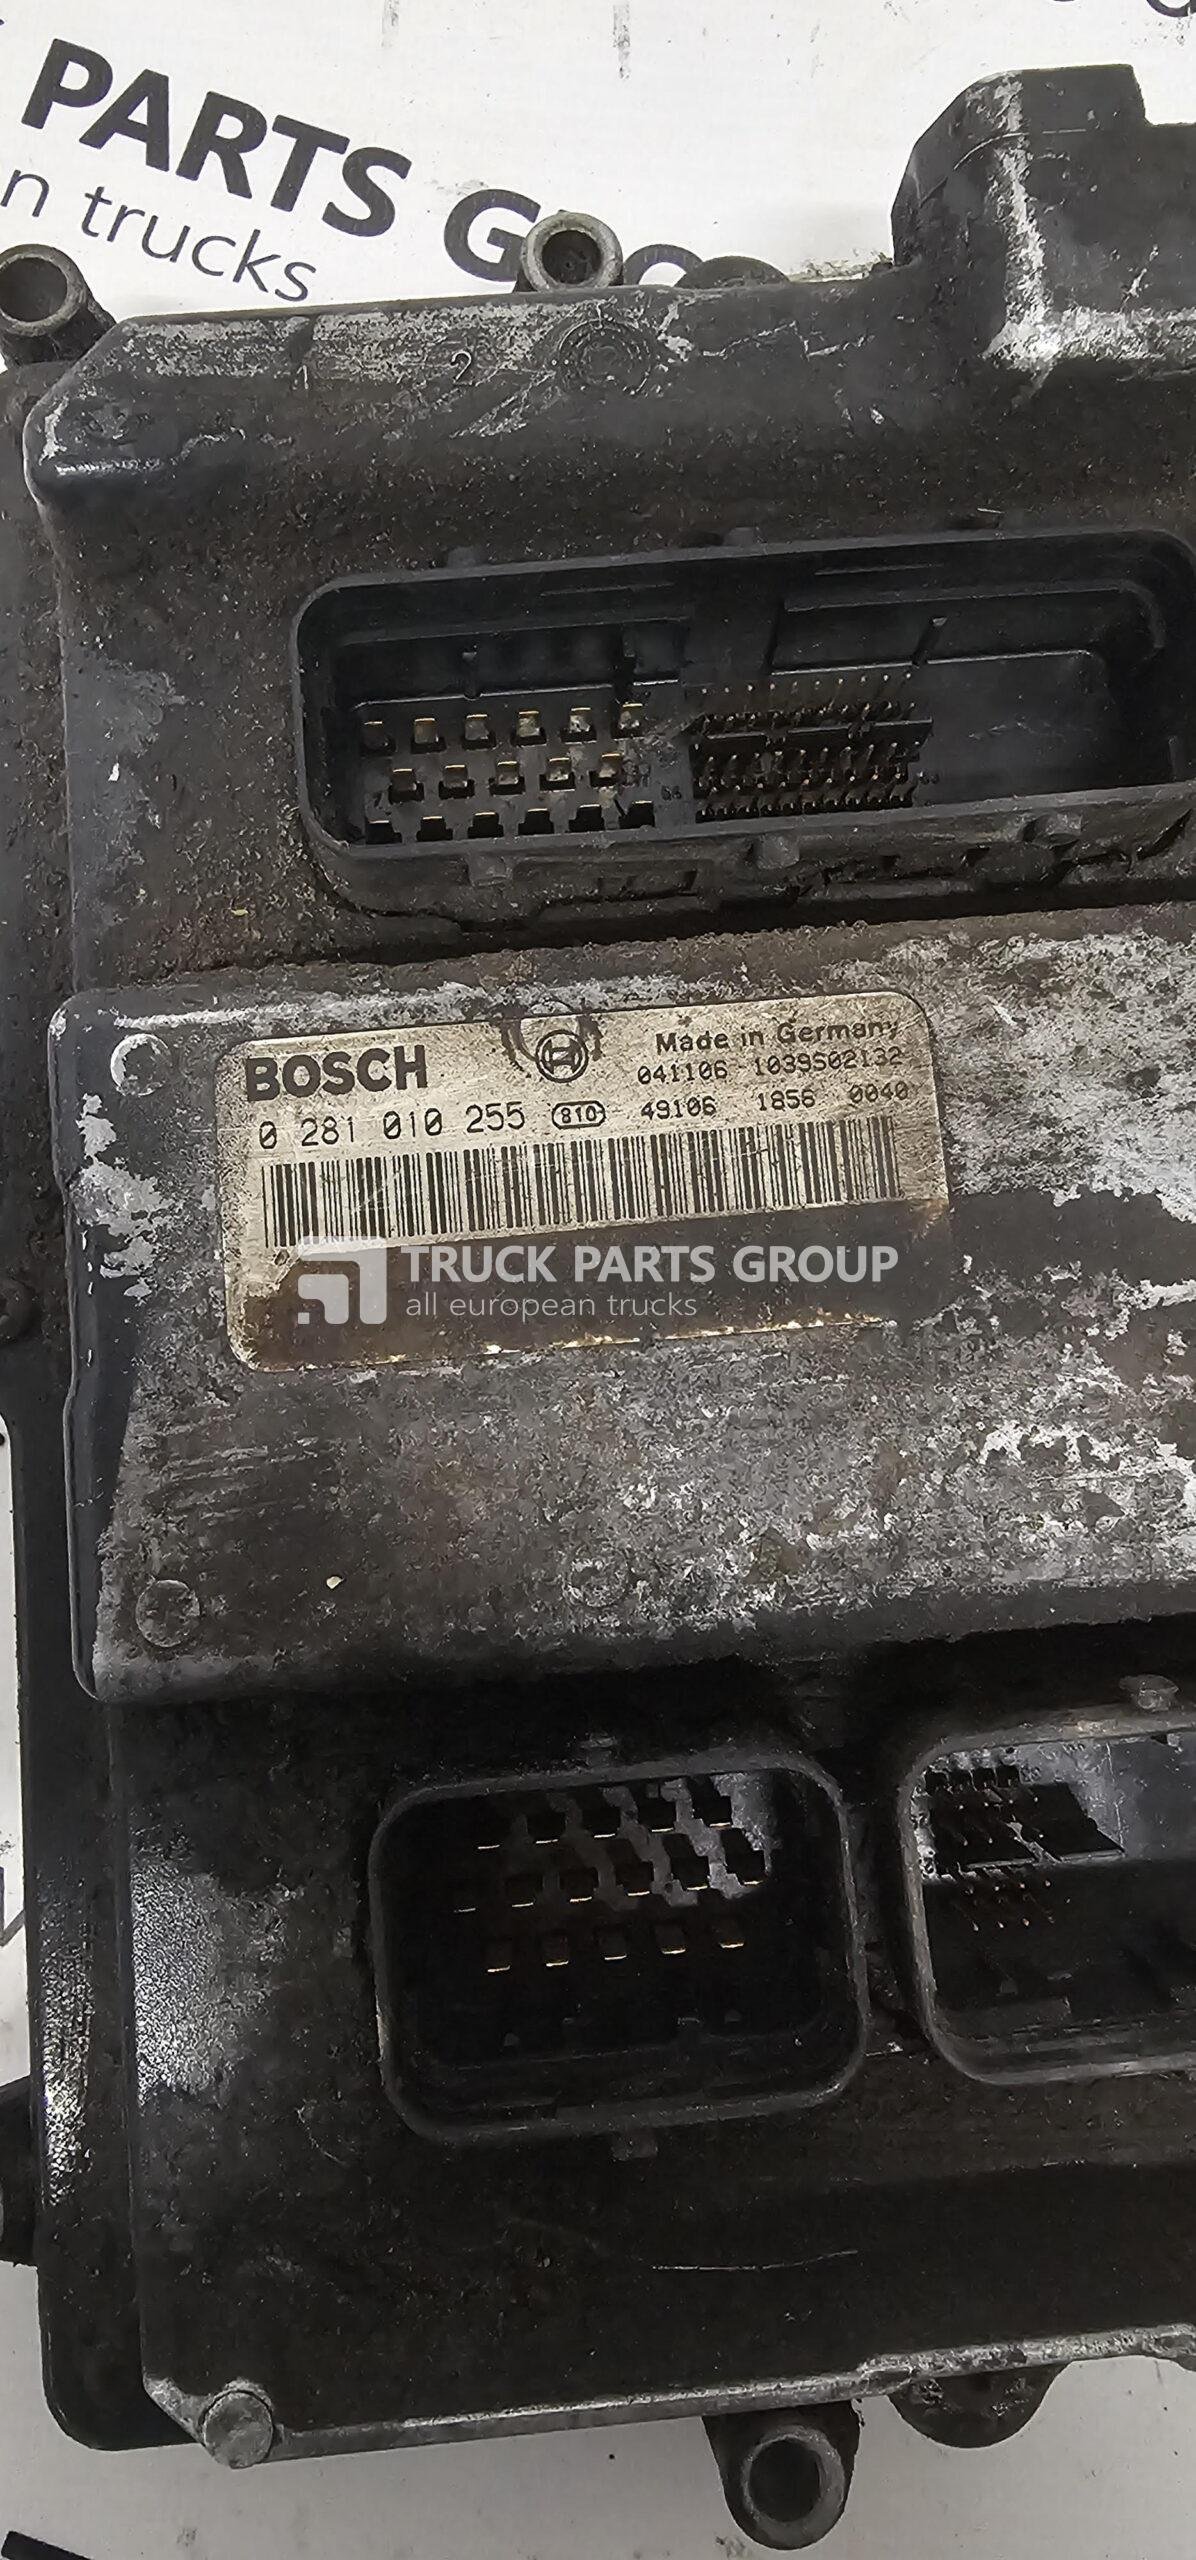 PARTS G
n trucks
2
BOSCH
Made in Germany
041106 1039S02132
0 281 010 255 810 49106 1856 0040
TRUCK PARTS GROUP
all european trucks